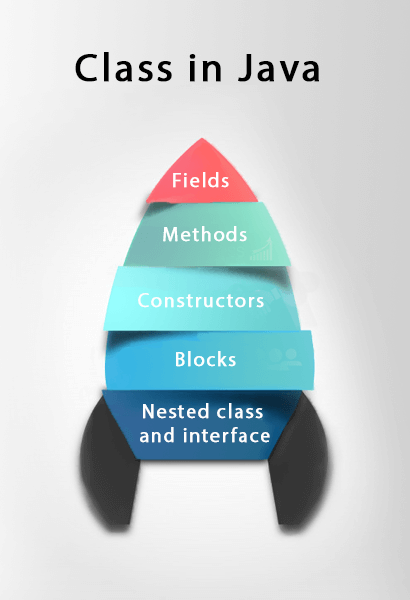 Class in Java
Fields
Methods
Constructors
Blocks
Nested class
and interface